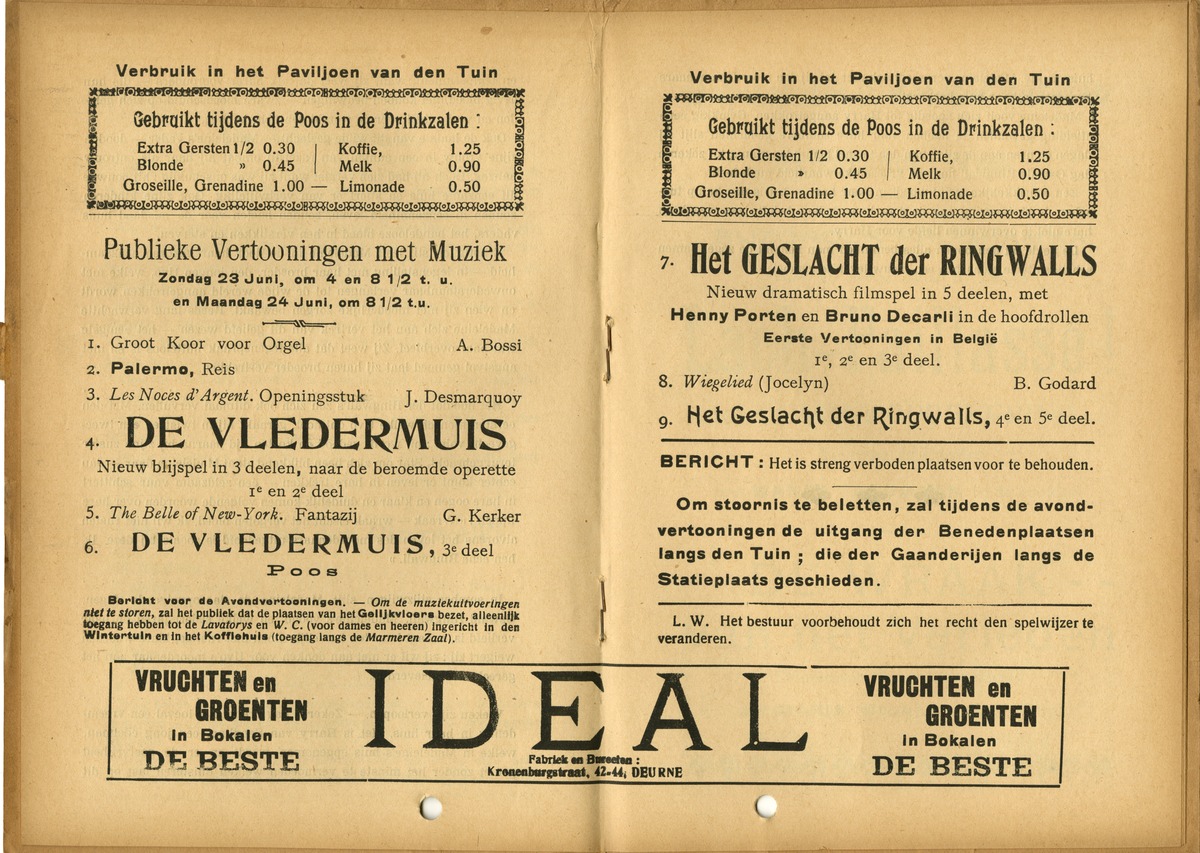 Verbruik in het Paviljoen van den Tuin
Gebruikt tijdens de Poos in de Drinkzalen :
Extra Gersten 1/2 0.30 | Koffie, 1.25
Blonde » 0.45 | Melk 0.90
Groseille, Grenadine 1.00 — Limonade 0.50
Publieke Vertooningen met Muziek
Zondag 23 Juni, om 4 en 8 1/2 t. u.
en Maandag 24 Juni, om 8 1/2 t.u.
1. Groot Koor voor Orgel A. Bossi
2. Palermo, Reis
3. Les Noces d'Argent. Openingsstuk J. Desmarquoy
4. DE VLEDERMUIS
Nieuw blijspel in 3 deelen, naar de beroemde operette
1e en 2e deel
5. The Belle of New-York. Fantazij G. Kerker
6. DE VLEDERMUIS, 3e deel
Poos
Bericht voor de Avondvertooningen. — Om de muziekuitvoeringen
niet te storen, zal het publiek dat de plaatsen van het Gelijkvloers bezet, alleenlijk
toegang hebben tot de Lavatorys en W. C. (voor dames en heeren) ingericht in den
Wintertuin en in het Koffiehuis (toegang langs de Marmeren Zaal).
Verbruik in het Paviljoen van den Tuin
Gebruikt tijdens de Poos in de Drinkzalen :
Extra Gersten 1/2 0.30 | Koffie, 1.25
Blonde » 0.45 | Melk 0.90
Groseille, Grenadine 1.00 — Limonade 0.50
7. Het GESLACHT der RINGWALLS
Nieuw dramatisch filmspel in 5 deelen, met
Henny Porten en Bruno Decarli in de hoofdrollen
Eerste Vertooningen in België
1e, 2e en 3e deel.
8. Wiegelied (Jocelyn) B. Godard
9. Het Geslacht der Ringwalls, 4e en 5e deel.
BERICHT : Het is streng verboden plaatsen voor te behouden.
Om stoornis te beletten, zal tijdens de avond-
vertooningen de uitgang der Benedenplaatsen
langs den Tuin ; die der Gaanderijen langs de
Statieplaats geschieden.
L. W. Het bestuur voorbehoudt zich het recht den spelwijzer te
veranderen.
VRUCHTEN en
GROENTEN
in Bokalen
DE BESTE
IDEAL
Fabriek en Bureelen :
Kronenburgstraat, 42-44, DEURNE
VRUCHTEN en
GROENTEN
in Bokalen
DE BESTE